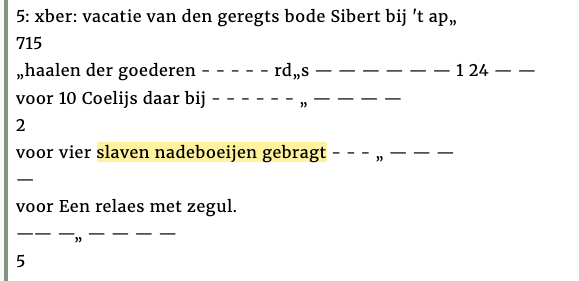 5: xber: vacatie van den geregts bode Sibert bij 't ap„
715
„haalen der goederen - - - - - rd„s — — — — — — 1 24 — —
voor 10 Coelijs daar bij - - - - - - „ — — — —
2
voor vier slaven nadeboeijen gebragt - - - „ — — —
—
voor Een relaes met zegul.
—— —„ — — — —
5